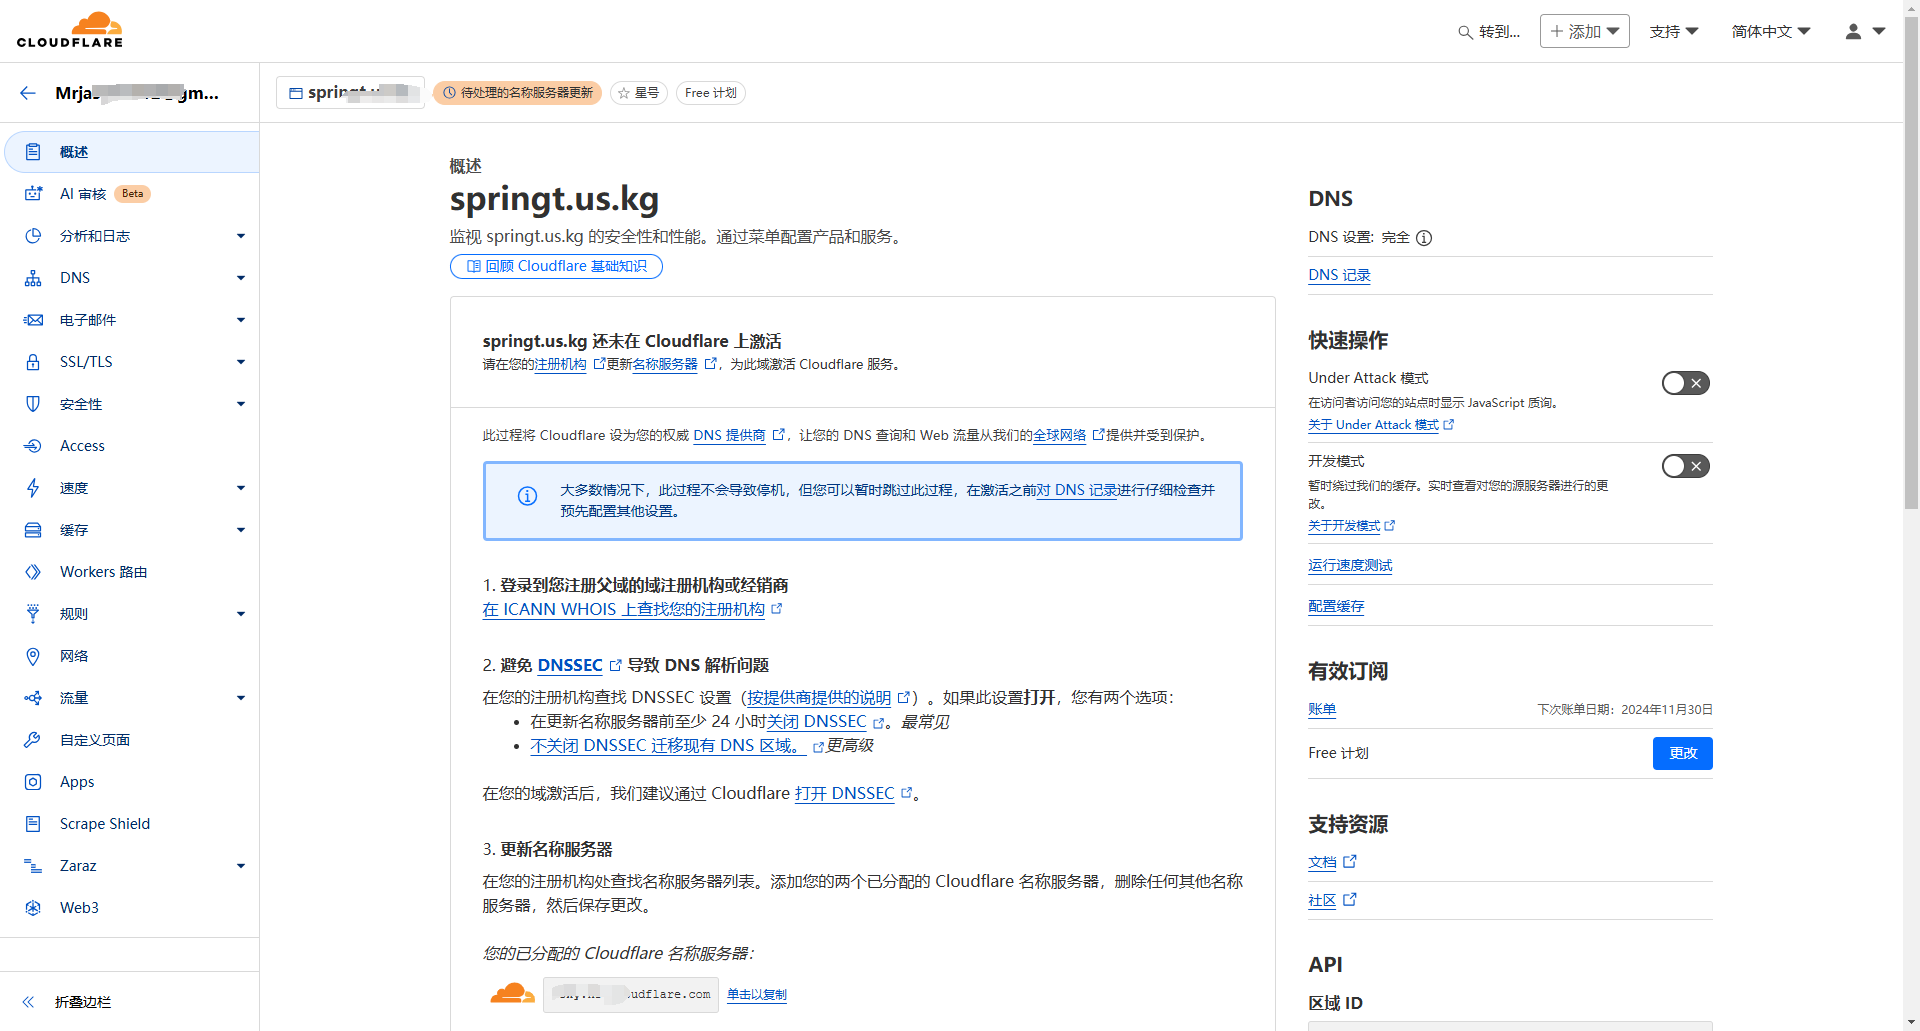 CLOUDFLARE
转到...
添加
支持
简体中文
待处理的名称服务器更新
星号
Free 计划
概述
AI 审核
Beta
分析和日志
DNS
电子邮件
SSL/TLS
安全性
Access
速度
缓存
Workers 路由
规则
网络
流量
自定义页面
Apps
Scrape Shield
Zaraz
Web3
折叠边栏
概述
springt.us.kg
监视 springt.us.kg 的安全性和性能。通过菜单配置产品和服务。
回顾 Cloudflare 基础知识
springt.us.kg 还未在 Cloudflare 上激活
请在您的注册机构更新名称服务器，为此域激活 Cloudflare 服务。
此过程将 Cloudflare 设为您的权威 DNS 提供商，让您的 DNS 查询和 Web 流量从我们的全球网络提供并受到保护。
大多数情况下，此过程不会导致停机，但您可以暂时跳过此过程，在激活之前对 DNS 记录进行仔细检查并
预先配置其他设置。
1. 登录到您注册父域的域注册机构或经销商
在 ICANN WHOIS 上查找您的注册机构
2. 避免 DNSSEC 导致 DNS 解析问题
在您的注册机构查找 DNSSEC 设置（按提供商提供的说明）。如果此设置打开，您有两个选项：
• 在更新名称服务器前至少 24 小时关闭 DNSSEC。最常见
• 不关闭 DNSSEC 迁移现有 DNS 区域。更高级
在您的域激活后，我们建议通过 Cloudflare 打开 DNSSEC。
3. 更新名称服务器
在您的注册机构处查找名称服务器列表。添加您的两个已分配的 Cloudflare 名称服务器，删除任何其他名称
服务器，然后保存更改。
您的已分配的 Cloudflare 名称服务器：
单击以复制
DNS
DNS 设置: 完全
DNS 记录
快速操作
Under Attack 模式
在访问者访问您的站点时显示 JavaScript 质询。
关于 Under Attack 模式
开发模式
暂时绕过我们的缓存。实时查看对您的源服务器进行的更
改。
关于开发模式
运行速度测试
配置缓存
有效订阅
账单
下次账单日期：2024年11月30日
Free 计划
更改
支持资源
文档
社区
API
区域 ID